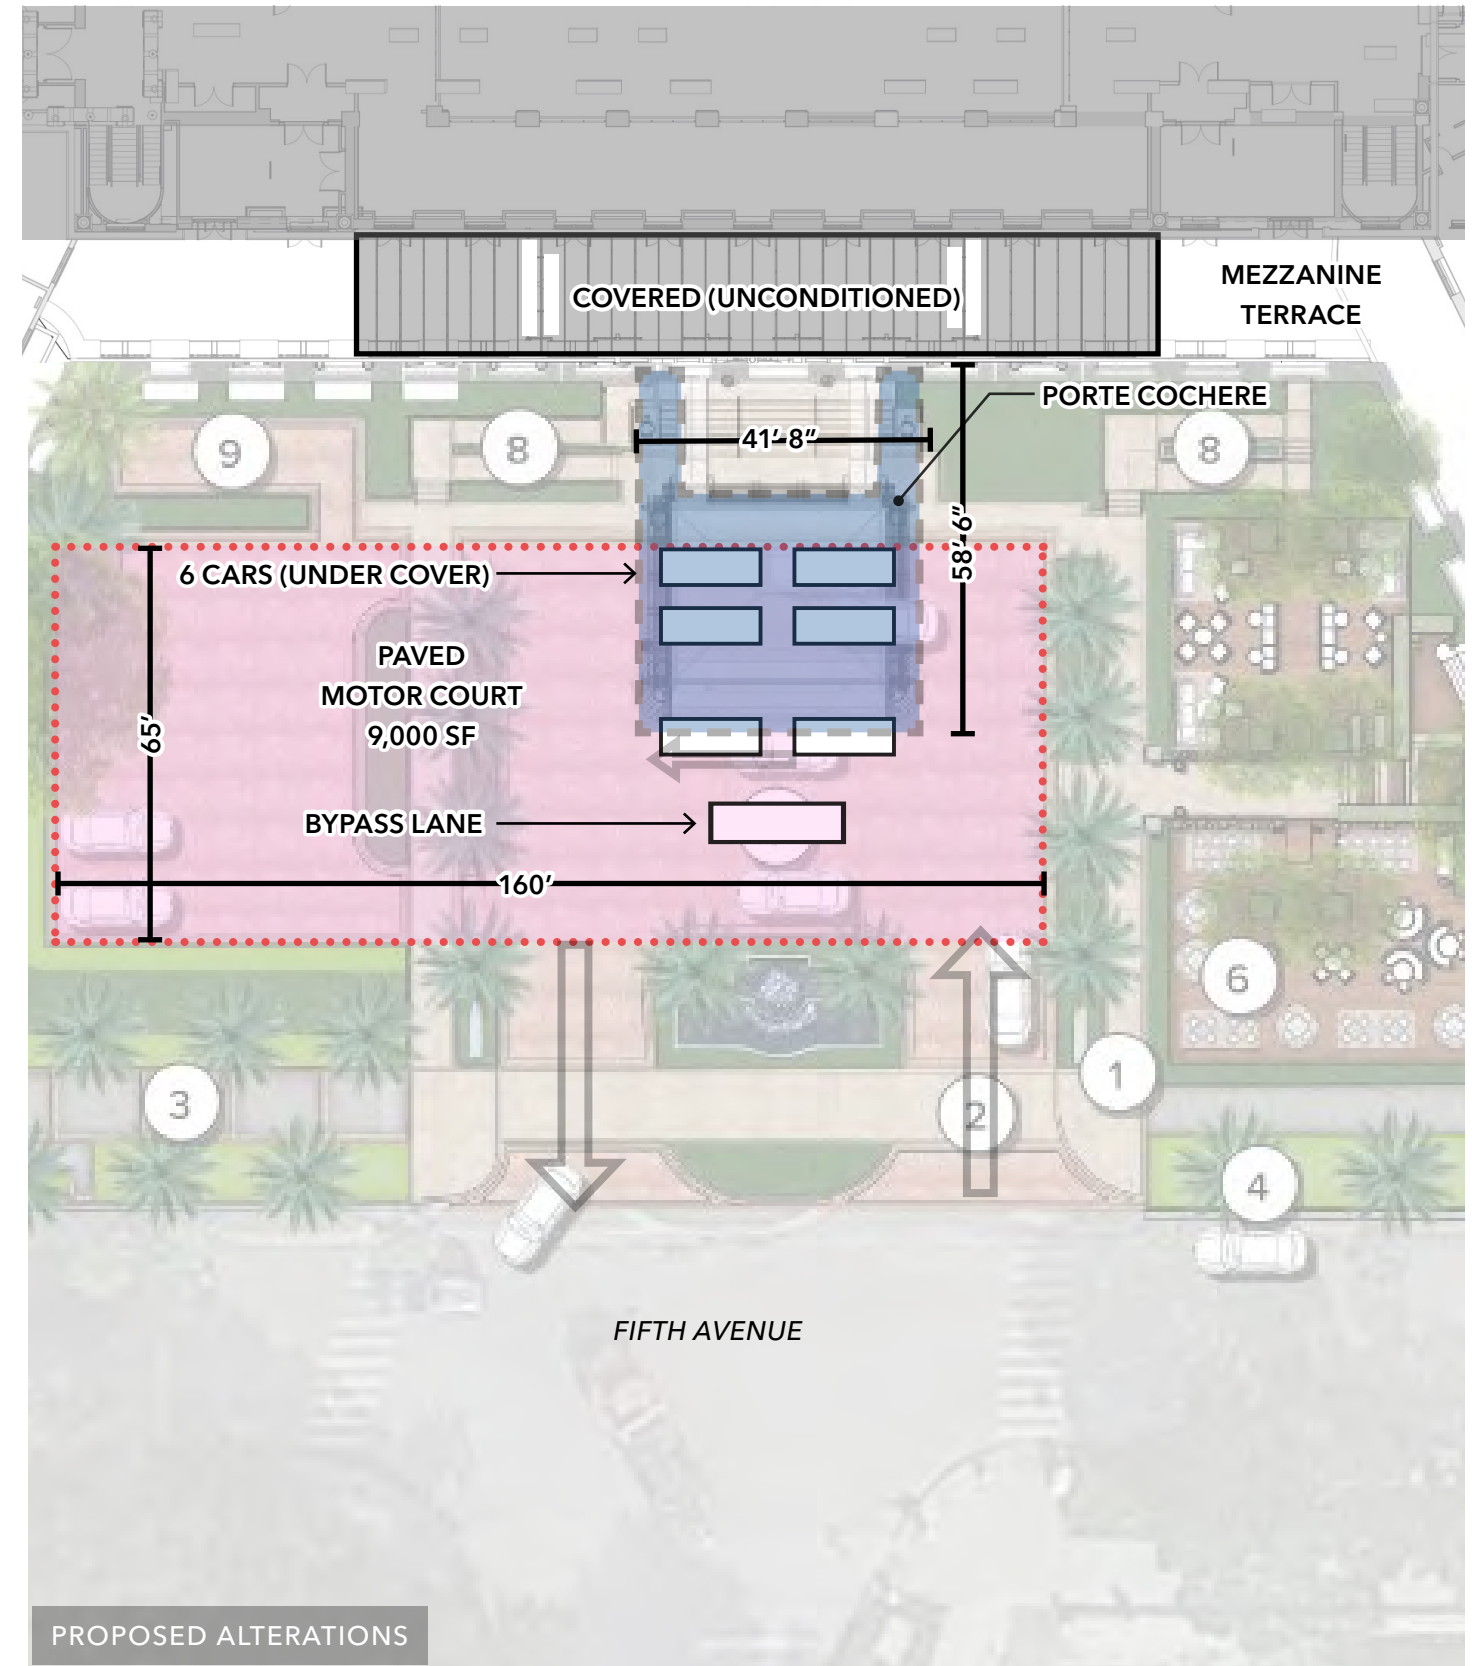 COVERED (UNCONDITIONED)
MEZZANINE
TERRACE
PORTE COCHERE
41'-8"
9
8
8
58'-6"
6 CARS (UNDER COVER)
PAVED
MOTOR COURT
9,000 SF
65'
BYPASS LANE
160'
6
1
3
2
4
FIFTH AVENUE
PROPOSED ALTERATIONS